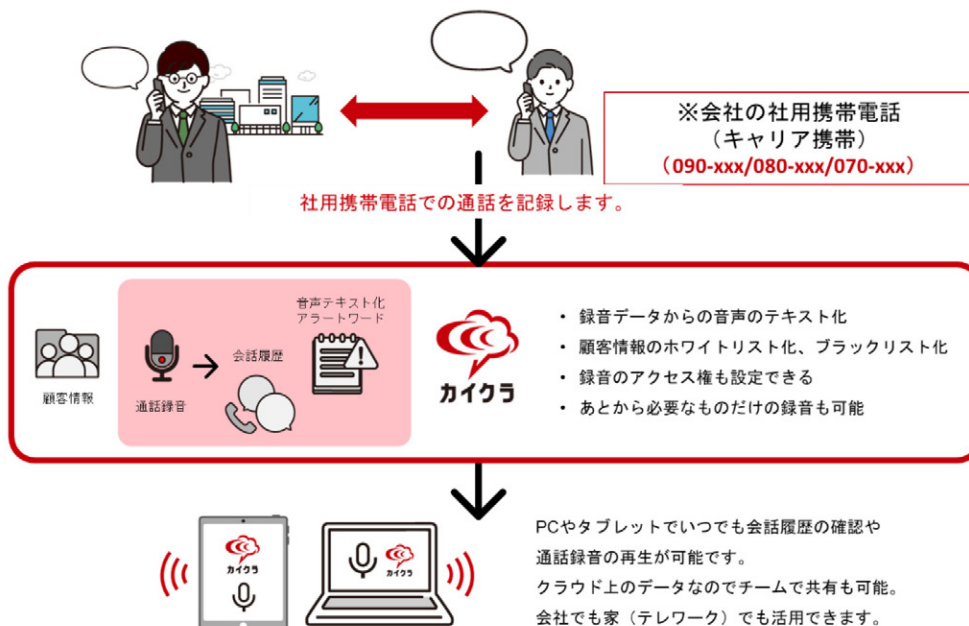 ※会社の社用携帯電話
（キャリア携帯）
（090-xxx/080-xxx/070-xxx）
社用携帯電話での通話を記録します。
顧客情報
通話録音
会話履歴
音声テキスト化
アラートワード
カイクラ
• 録音データからの音声のテキスト化
• 顧客情報のホワイトリスト化、ブラックリスト化
• 録音のアクセス権も設定できる
• あとから必要なものだけの録音も可能
カイクラ
カイクラ
PCやタブレットでいつでも会話履歴の確認や
通話録音の再生が可能です。
クラウド上のデータなのでチームで共有も可能。
会社でも家（テレワーク）でも活用できます。